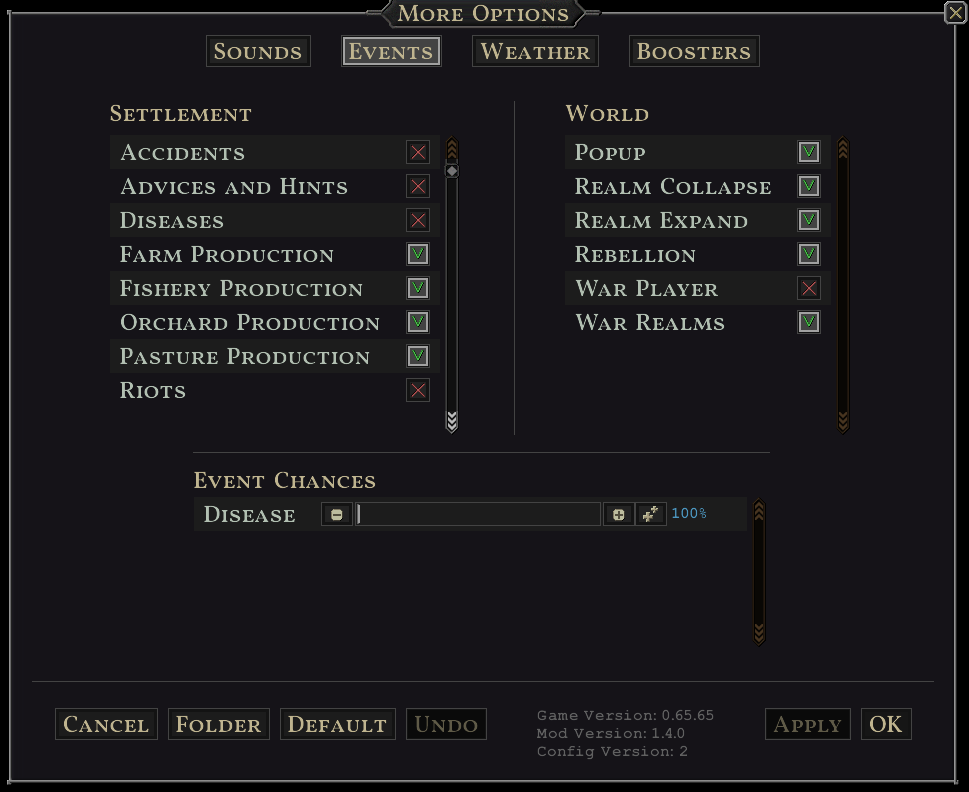 More Options
Sounds Events Weather Boosters
Settlement
Accidents
Advices and Hints
Diseases
Farm Production
Fishery Production
Orchard Production
Pasture Production
Riots
World
Popup
Realm Collapse
Realm Expand
Rebellion
War Player
War Realms
Event Chances
Disease 100%
Cancel Folder Default Undo
Game Version: 0.65.65
Mod Version: 1.4.0
Config Version: 2
Apply OK